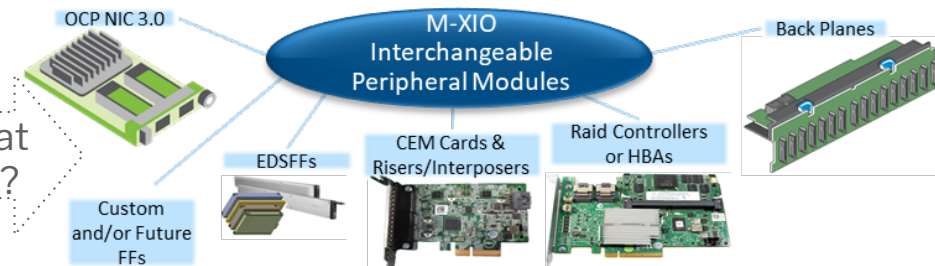 OCP NIC 3.0
M-XIO
Interchangeable
Peripheral Modules
Back Planes
at
?
EDSFFs
CEM Cards &
Risers/Interposers
Raid Controllers
or HBAs
Custom
and/or Future
FFs